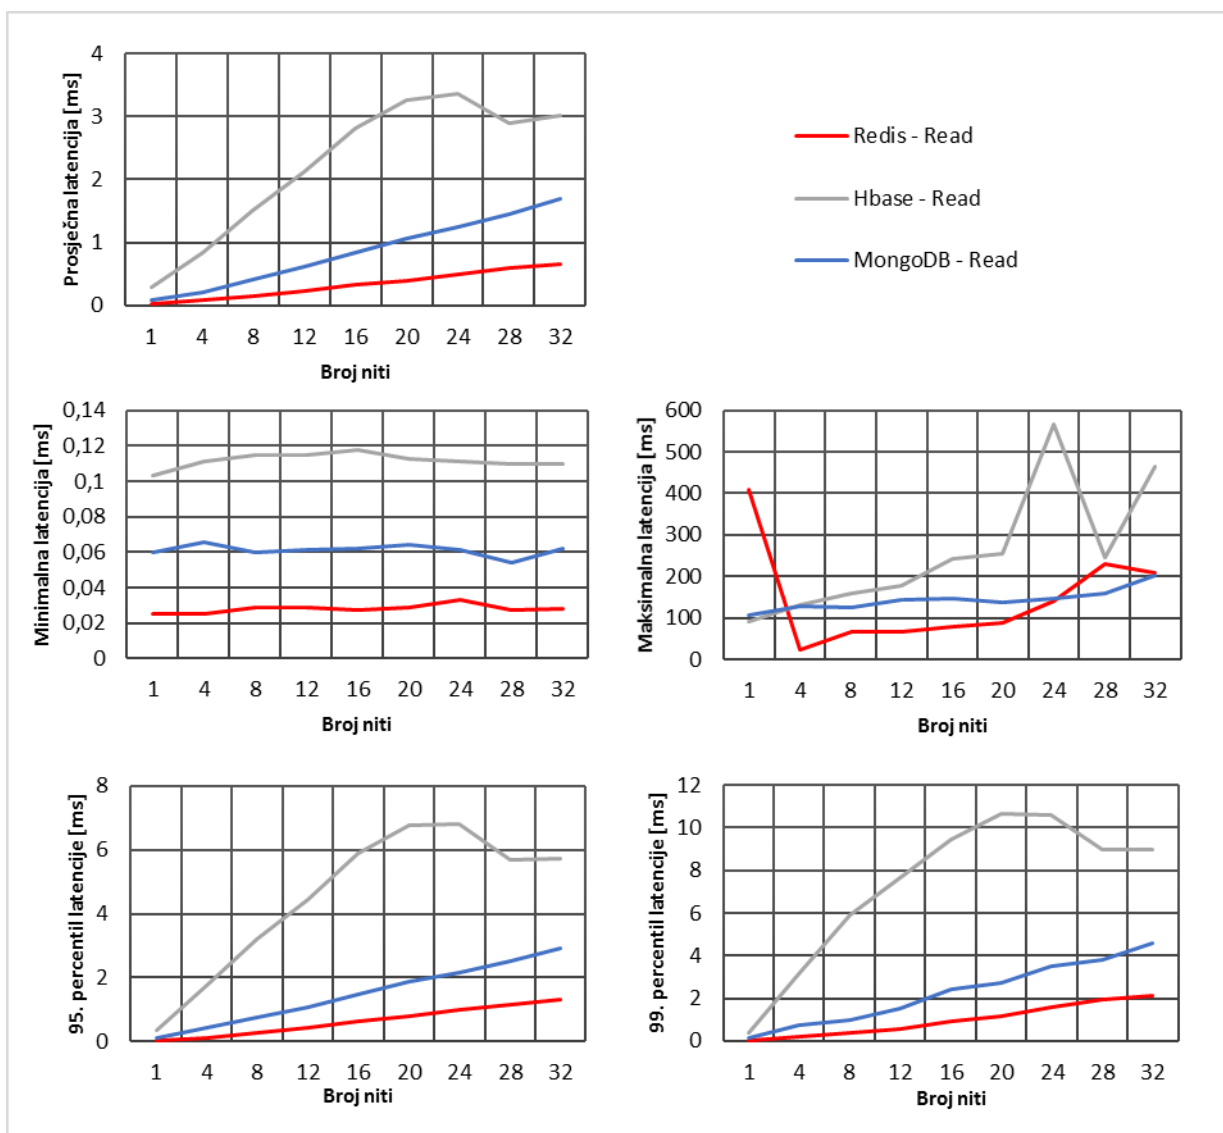 Prosječna latencija [ms]
4
3
2
1
0
1 4 8 12 16 20 24 28 32
Broj niti
Redis - Read
Hbase - Read
MongoDB - Read
Minimalna latencija [ms]
0,14
0,12
0,1
0,08
0,06
0,04
0,02
0
1 4 8 12 16 20 24 28 32
Broj niti
Maksimalna latencija [ms]
600
500
400
300
200
100
0
1 4 8 12 16 20 24 28 32
Broj niti
95. percentil latencije [ms]
8
6
4
2
0
1 4 8 12 16 20 24 28 32
Broj niti
99. percentil latencije [ms]
12
10
8
6
4
2
0
1 4 8 12 16 20 24 28 32
Broj niti